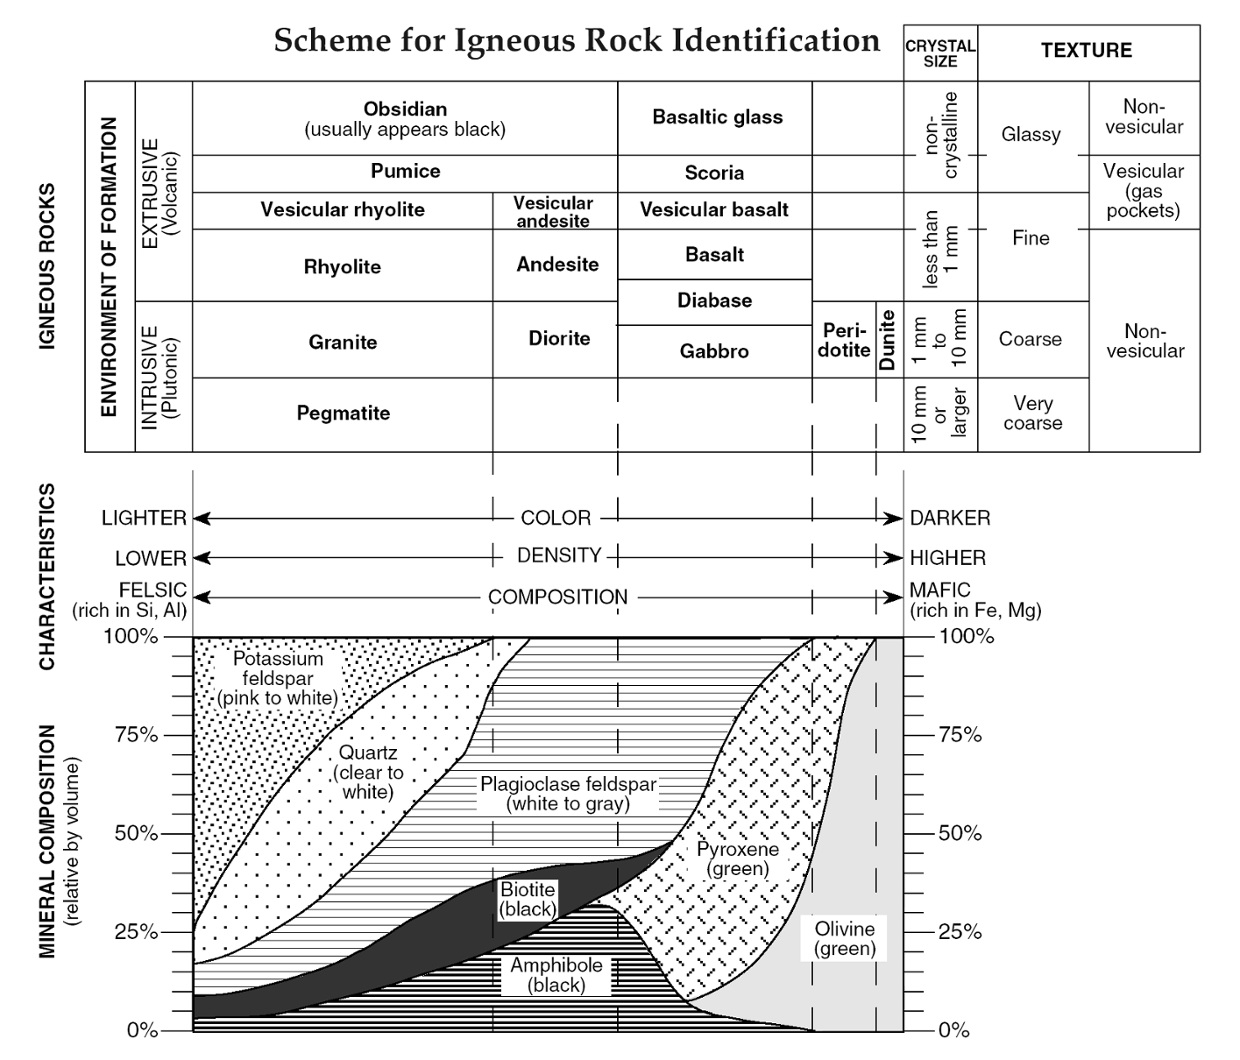 Scheme for Igneous Rock Identification
CRYSTAL
SIZE
TEXTURE
IGNEOUS ROCKS
ENVIRONMENT OF FORMATION
EXTRUSIVE
(Volcanic)
Obsidian
(usually appears black)
Basaltic glass
non-
crystalline
Glassy
Non-
vesicular
Pumice
Scoria
Vesicular
(gas
pockets)
Vesicular rhyolite
Vesicular
andesite
Vesicular basalt
less than
1 mm
Fine
Rhyolite
Andesite
Basalt
Diabase
INTRUSIVE
(Plutonic)
Granite
Diorite
Gabbro
Peri-
dotite
Dunite
1 mm
to
10 mm
Coarse
Non-
vesicular
Pegmatite
10 mm
or
larger
Very
coarse
CHARACTERISTICS
LIGHTER
COLOR
DARKER
LOWER
DENSITY
HIGHER
FELSIC
(rich in Si, Al)
COMPOSITION
MAFIC
(rich in Fe, Mg)
MINERAL COMPOSITION
(relative by volume)
100%
100%
Potassium
feldspar
(pink to white)
75%
75%
Quartz
(clear to
white)
Plagioclase feldspar
(white to gray)
50%
50%
Pyroxene
(green)
Biotite
(black)
25%
25%
Olivine
(green)
Amphibole
(black)
0%
0%